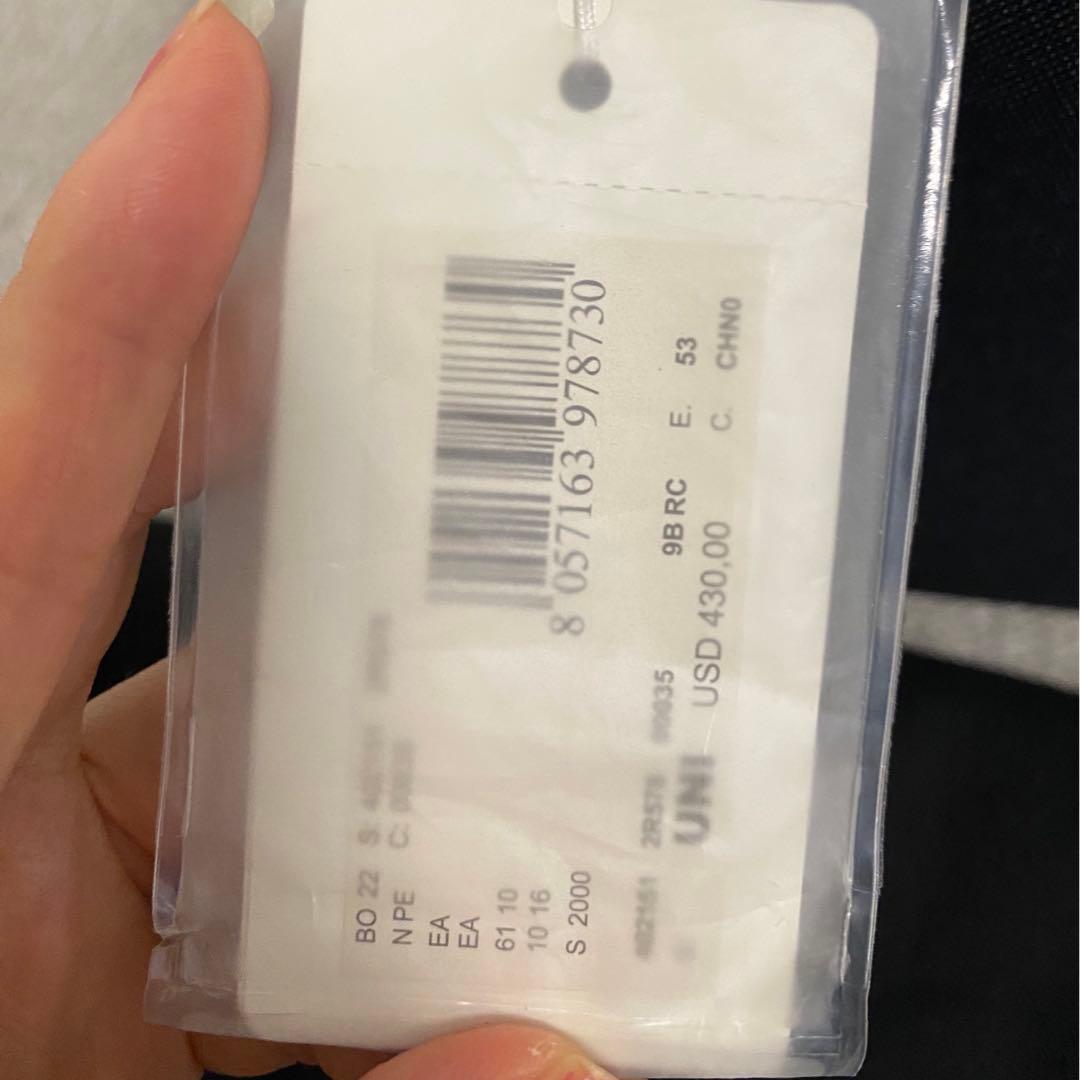 BO 22 S:
N PE C:
EA
EA
61 10
10 16
S 2000
8 057163 978730
9B RC E. 53
UNI USD 430,00 C. CHN0